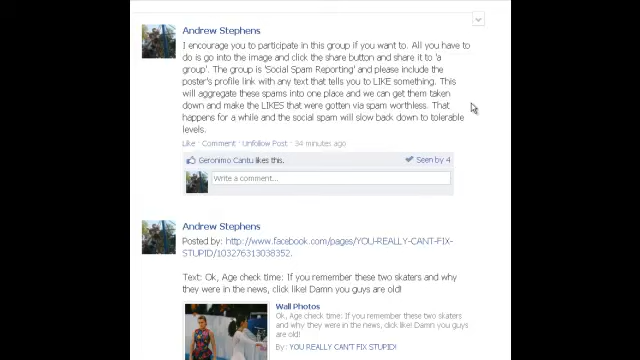 Andrew Stephens
I encourage you to participate in this group if you want to. All you have to
do is go into the image and click the share button and share it to 'a
group'. The group is 'Social Spam Reporting' and please include the
poster's profile link with any text that tells you to LIKE something. This
will aggregate these spams into one place and we can get them taken
down and make the LIKES that were gotten via spam worthless. That
happens for a while and the social spam will slow back down to tolerable
levels.
Like · Comment · Unfollow Post · 34 minutes ago
Geronimo Cantu likes this.
Seen by 4
Write a comment...
Andrew Stephens
Posted by: http://www.facebook.com/pages/YOU-REALLY-CANT-FIX-
STUPID/103276313038352.
Text: Ok, Age check time: If you remember these two skaters and why
they were in the news, click like! Damn you guys are old!
Wall Photos
Ok, Age check time: If you remember these two skaters
and why they were in the news, click like! Damn you guys
are old!
By: YOU REALLY CAN'T FIX STUPID!